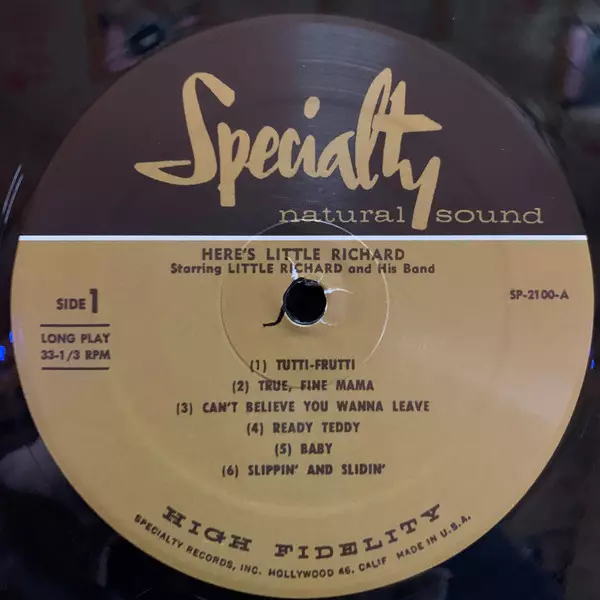 Specialty
natural sound
HERE'S LITTLE RICHARD
Starring LITTLE RICHARD and His Band
SIDE 1
SP-2100-A
LONG PLAY
33-1/3 RPM
(1) TUTTI-FRUTTI
(2) TRUE, FINE MAMA
(3) CAN'T BELIEVE YOU WANNA LEAVE
(4) READY TEDDY
(5) BABY
(6) SLIPPIN' AND SLIDIN'
HIGH FIDELITY
SPECIALTY RECORDS, INC. HOLLYWOOD 46, CALIF MADE IN U.S.A.